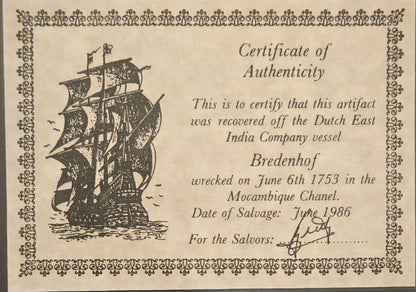 Certificate of
Authenticity
This is to certify that this artifact
was recovered off the Dutch East
India Company vessel
Bredenhof
wrecked on June 6th 1753 in the
Mocambique Chanel.
Date of Salvage: June 1986
For the Salvors: